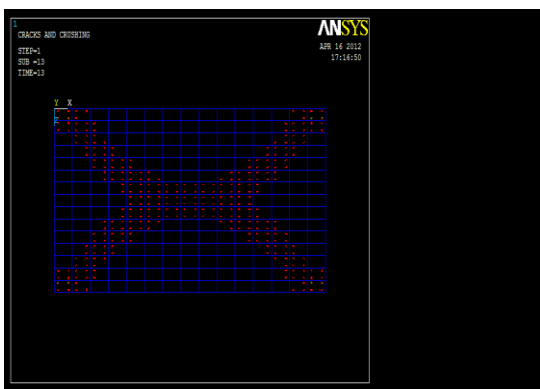 1
ANSYS
CRACKS AND CRUSHING
APR 16 2012
STEP=1
17:16:50
SUB =13
TIME=13
Y X
Z